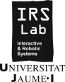 IRS
Lab
Interactive
& Robotic
Systems
UNIVERSITAT
JAUME·I